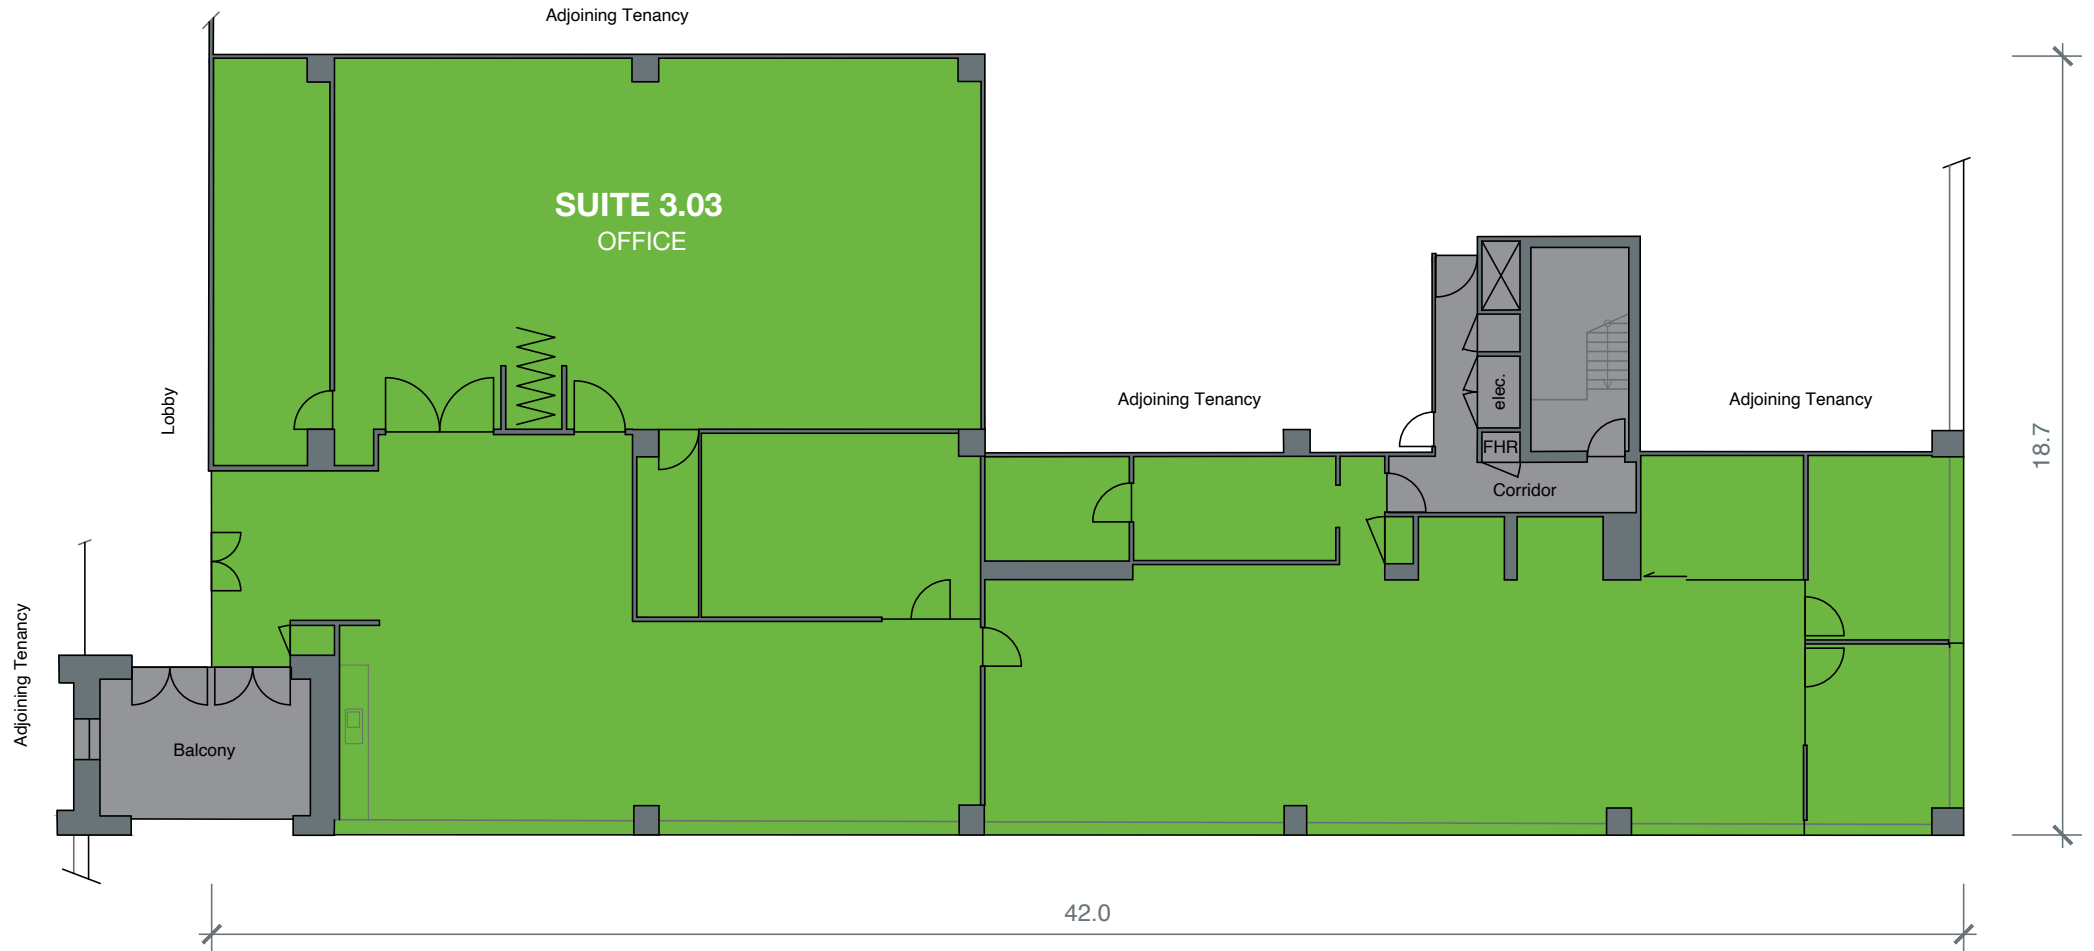 Adjoining Tenancy
SUITE 3.03
OFFICE
Lobby
Adjoining Tenancy
elec.
Adjoining Tenancy
18.7
FHR
Corridor
Adjoining Tenancy
Balcony
42.0